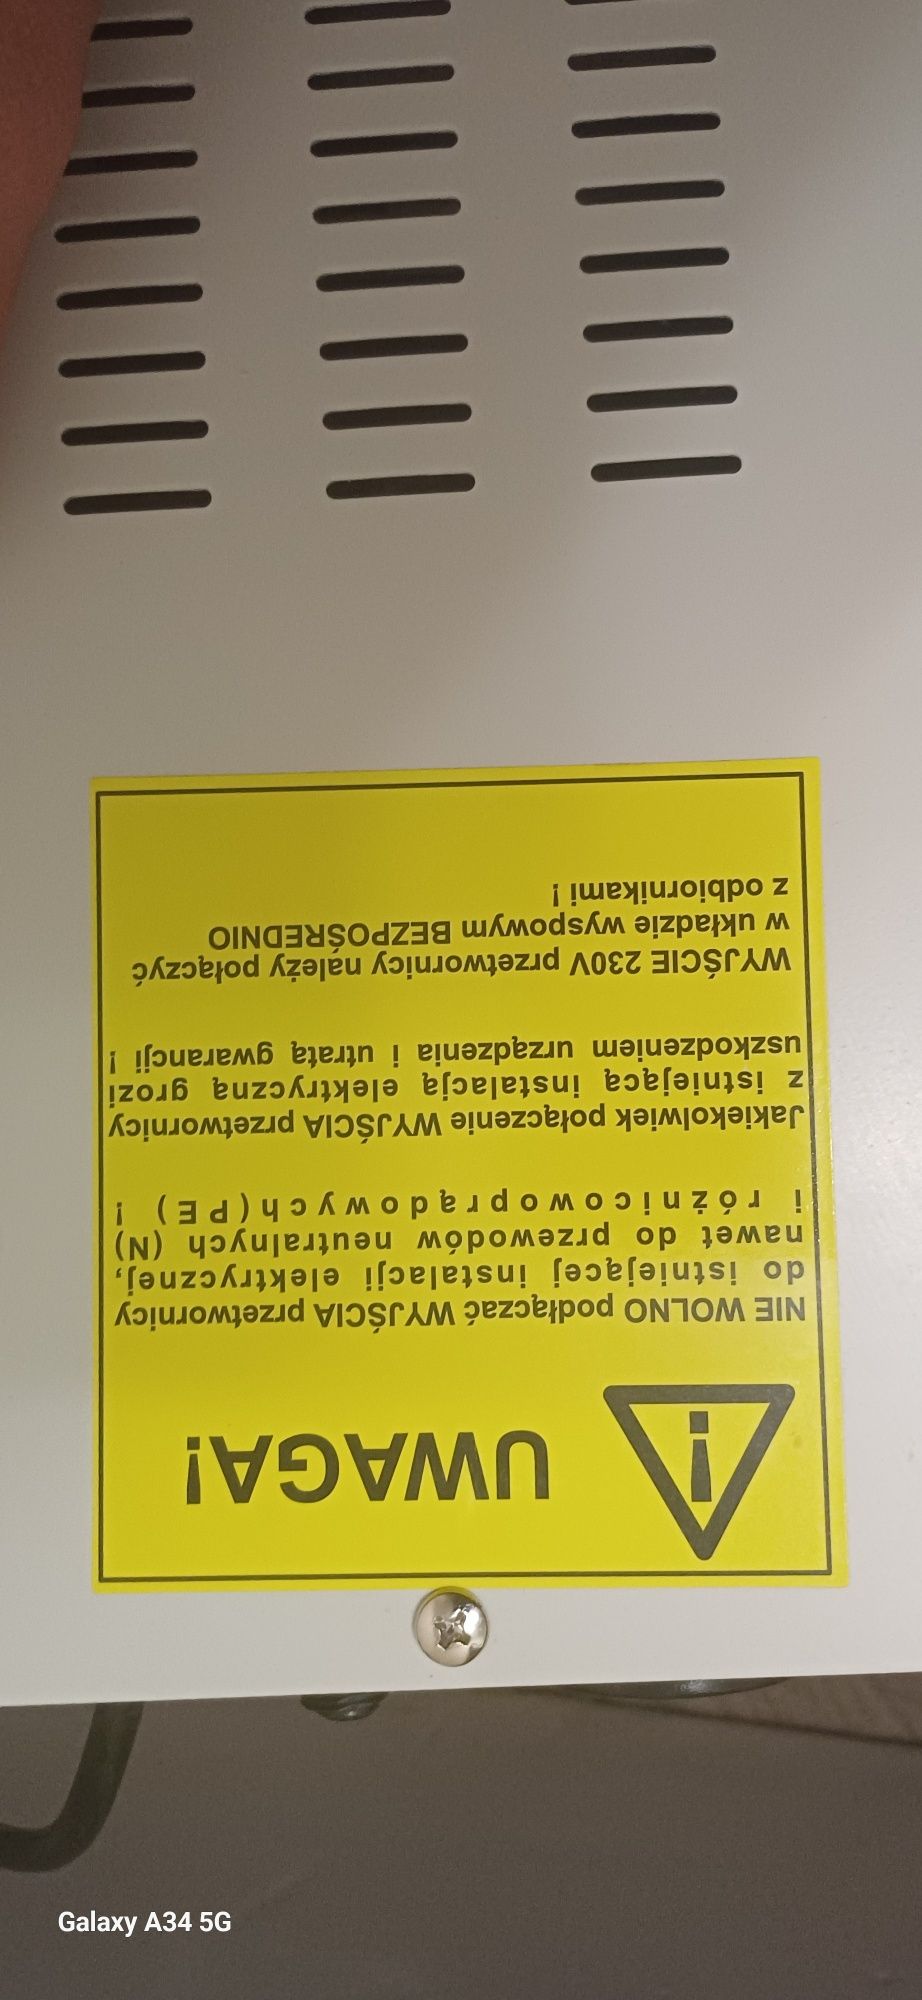 UWAGA!
NIE WOLNO podłączać WYJŚCIA przetwornicy
do istniejącej instalacji elektrycznej,
nawet do przewodów neutralnych (N)
i różnicowoprądowych(PE) !
Jakiekolwiek połączenie WYJŚCIA przetwornicy
z istniejącą instalacją elektryczną grozi
uszkodzeniem urządzenia i utratą gwarancji !
WYJŚCIE 230V przetwornicy należy połączyć
w układzie wyspowym BEZPOŚREDNIO
z odbiornikami !
Galaxy A34 5G